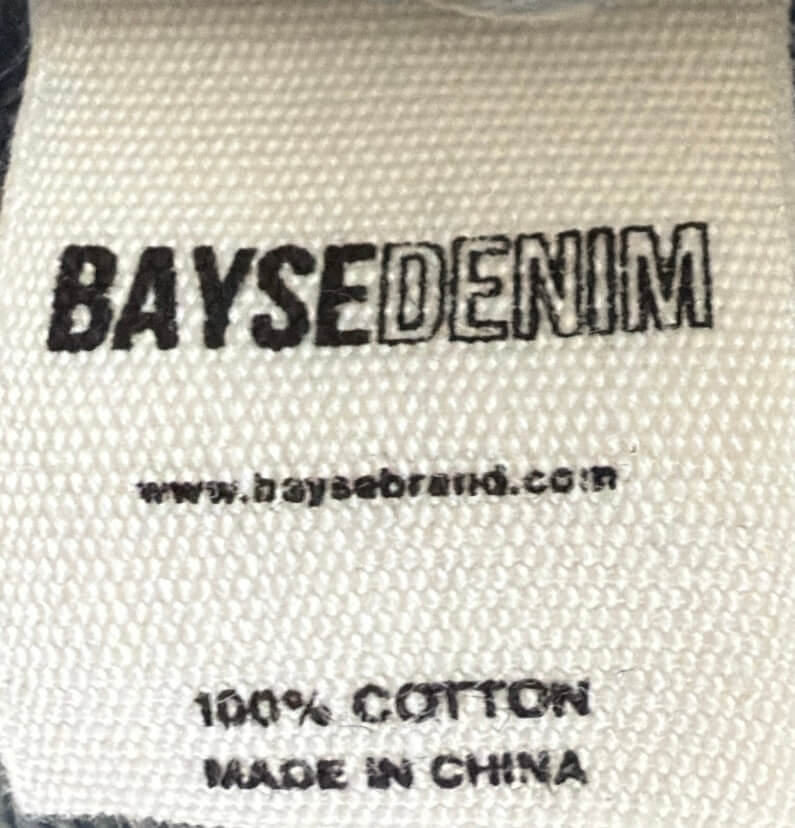 BAYSEDENIM
www.baysebrand.com
100% COTTON
MADE IN CHINA